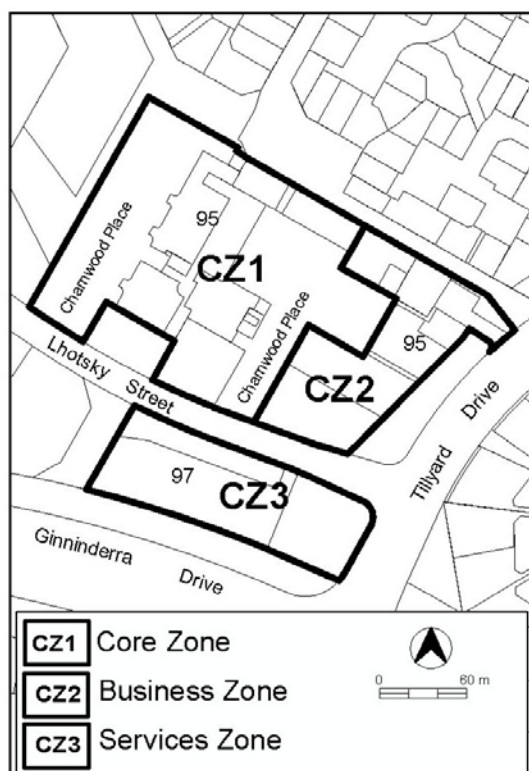 Charnwood Place
95
CZ1
Charnwood Place
95
CZ2
Lhotsky Street
Tillyard Drive
97
CZ3
Ginninderra Drive
CZ1 Core Zone
CZ2 Business Zone
CZ3 Services Zone
0 60 m